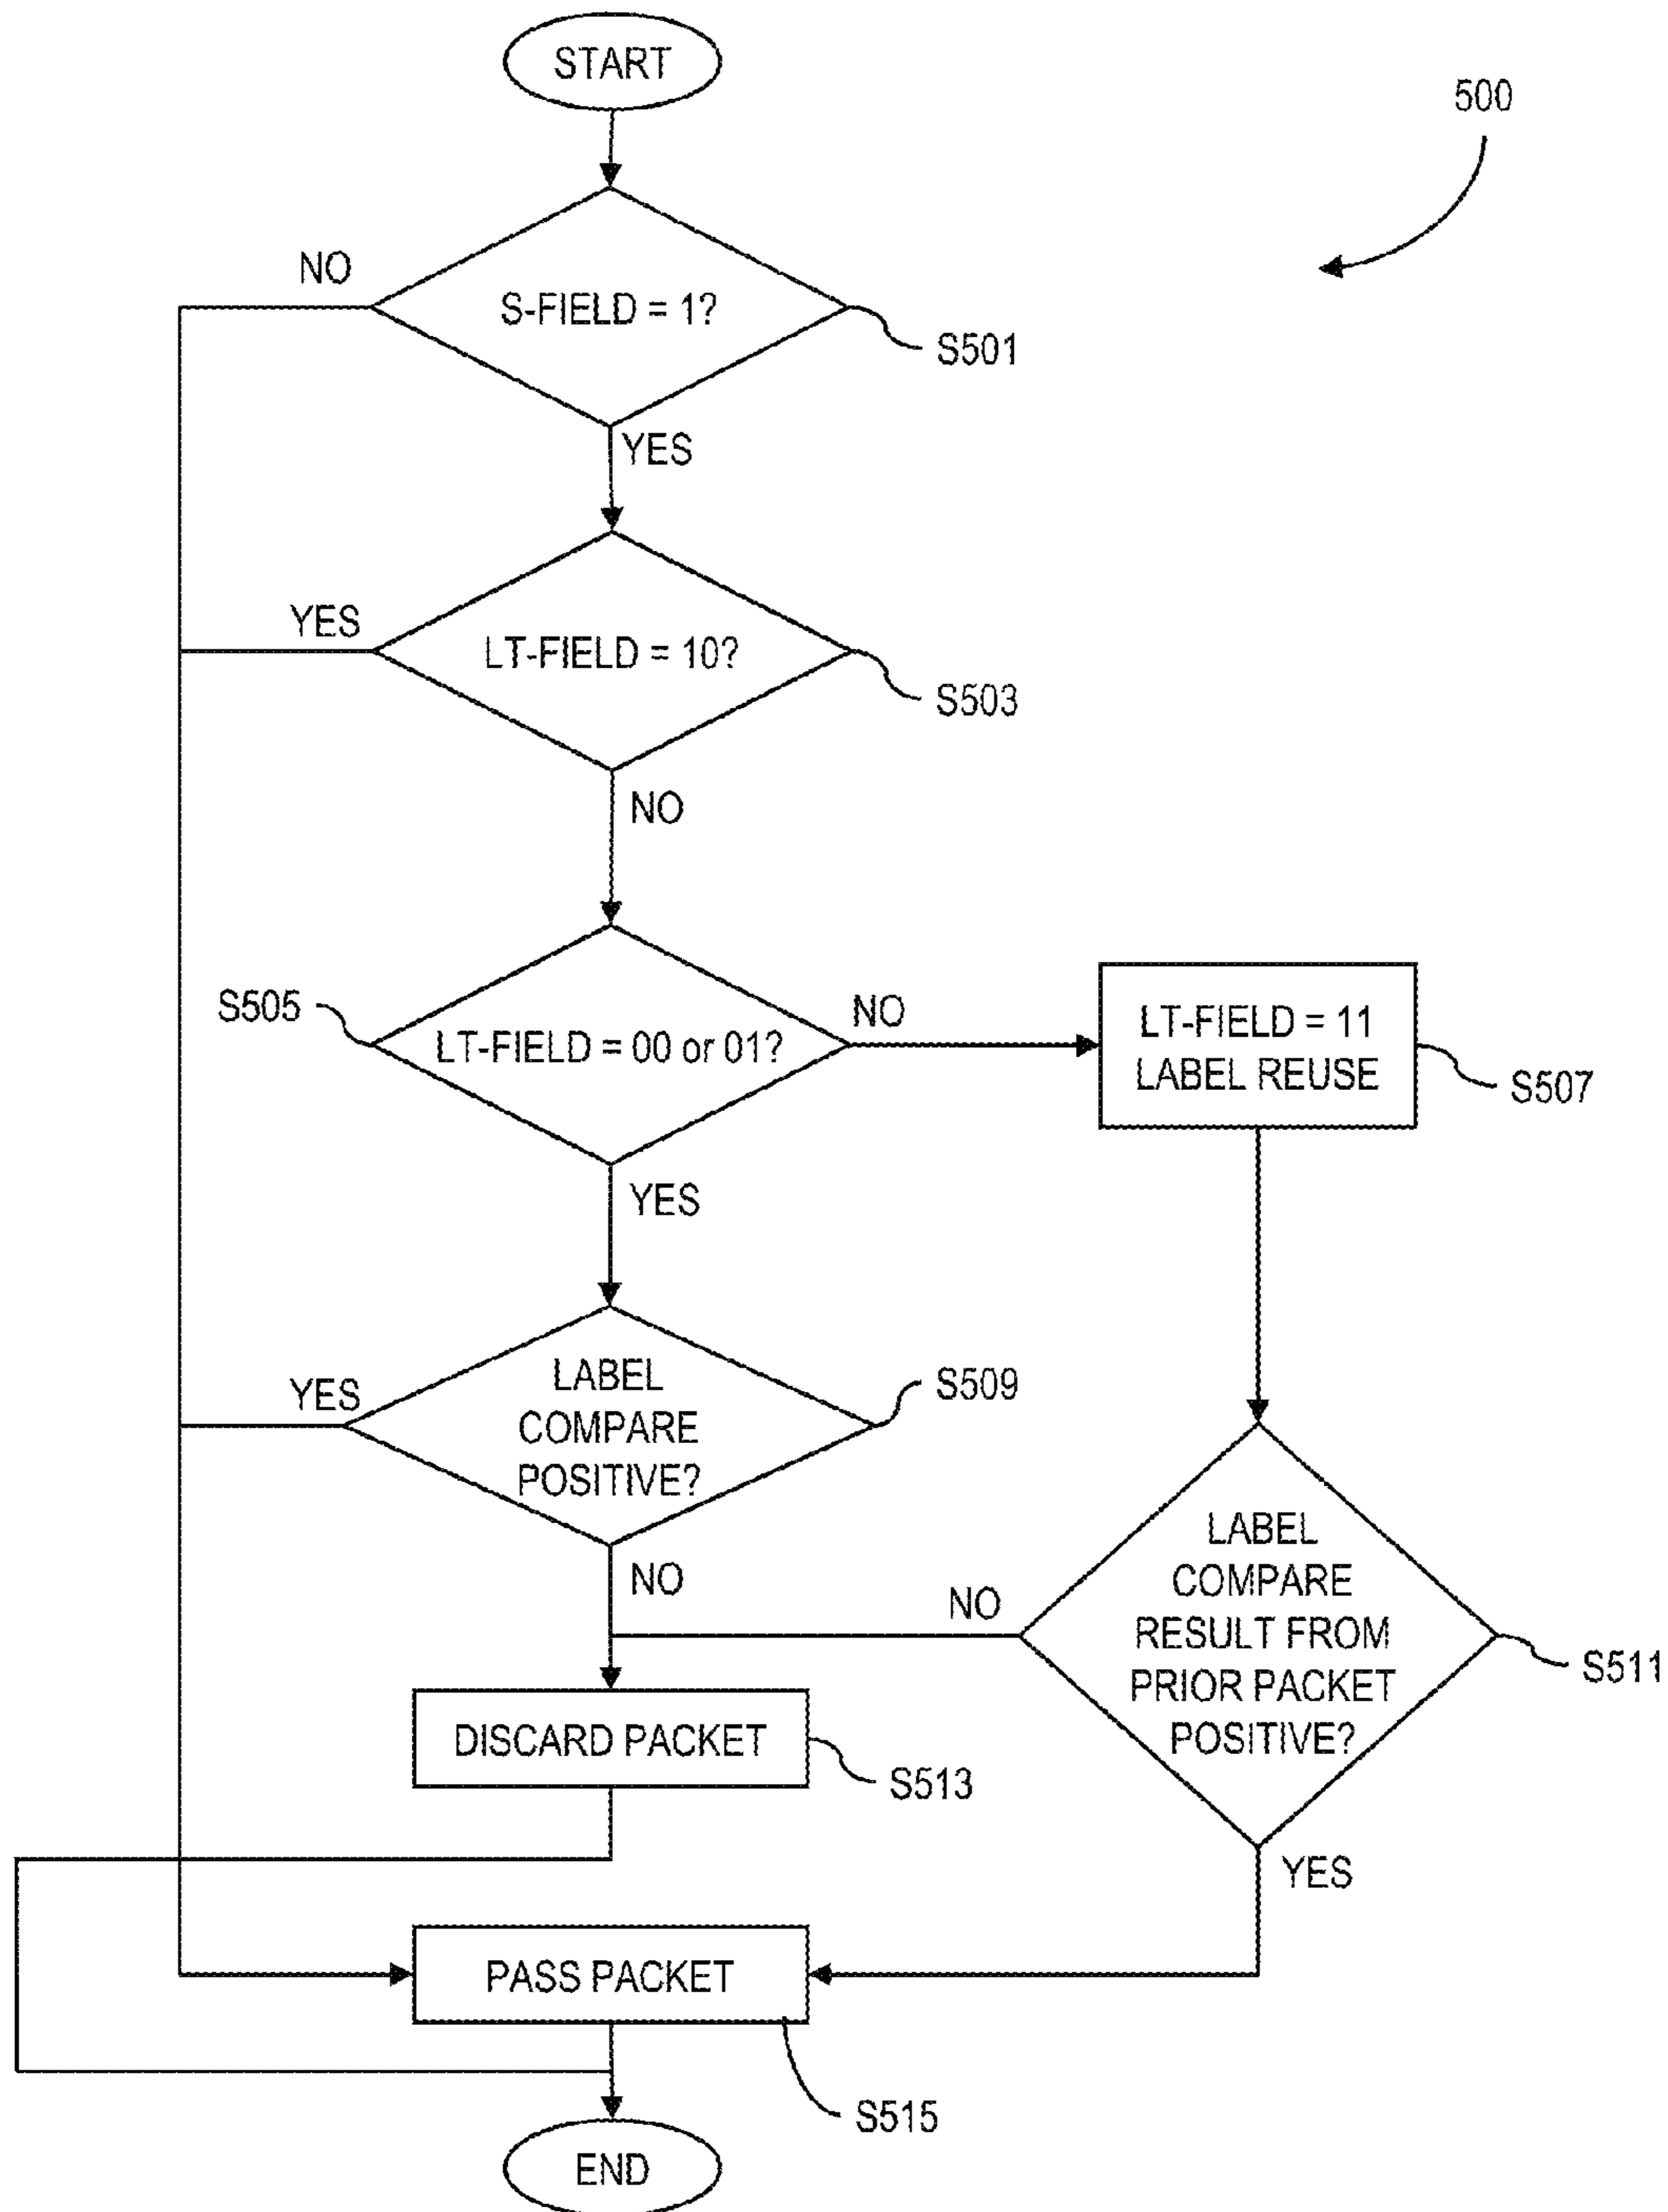 START
500
NO
S-FIELD = 1?
S501
YES
YES
LT-FIELD = 10?
S503
NO
S505
LT-FIELD = 00 or 01?
NO
LT-FIELD = 11
LABEL REUSE
S507
YES
YES
LABEL
COMPARE
POSITIVE?
S509
NO
NO
LABEL
COMPARE
RESULT FROM
PRIOR PACKET
POSITIVE?
S511
DISCARD PACKET
S513
YES
PASS PACKET
S515
END